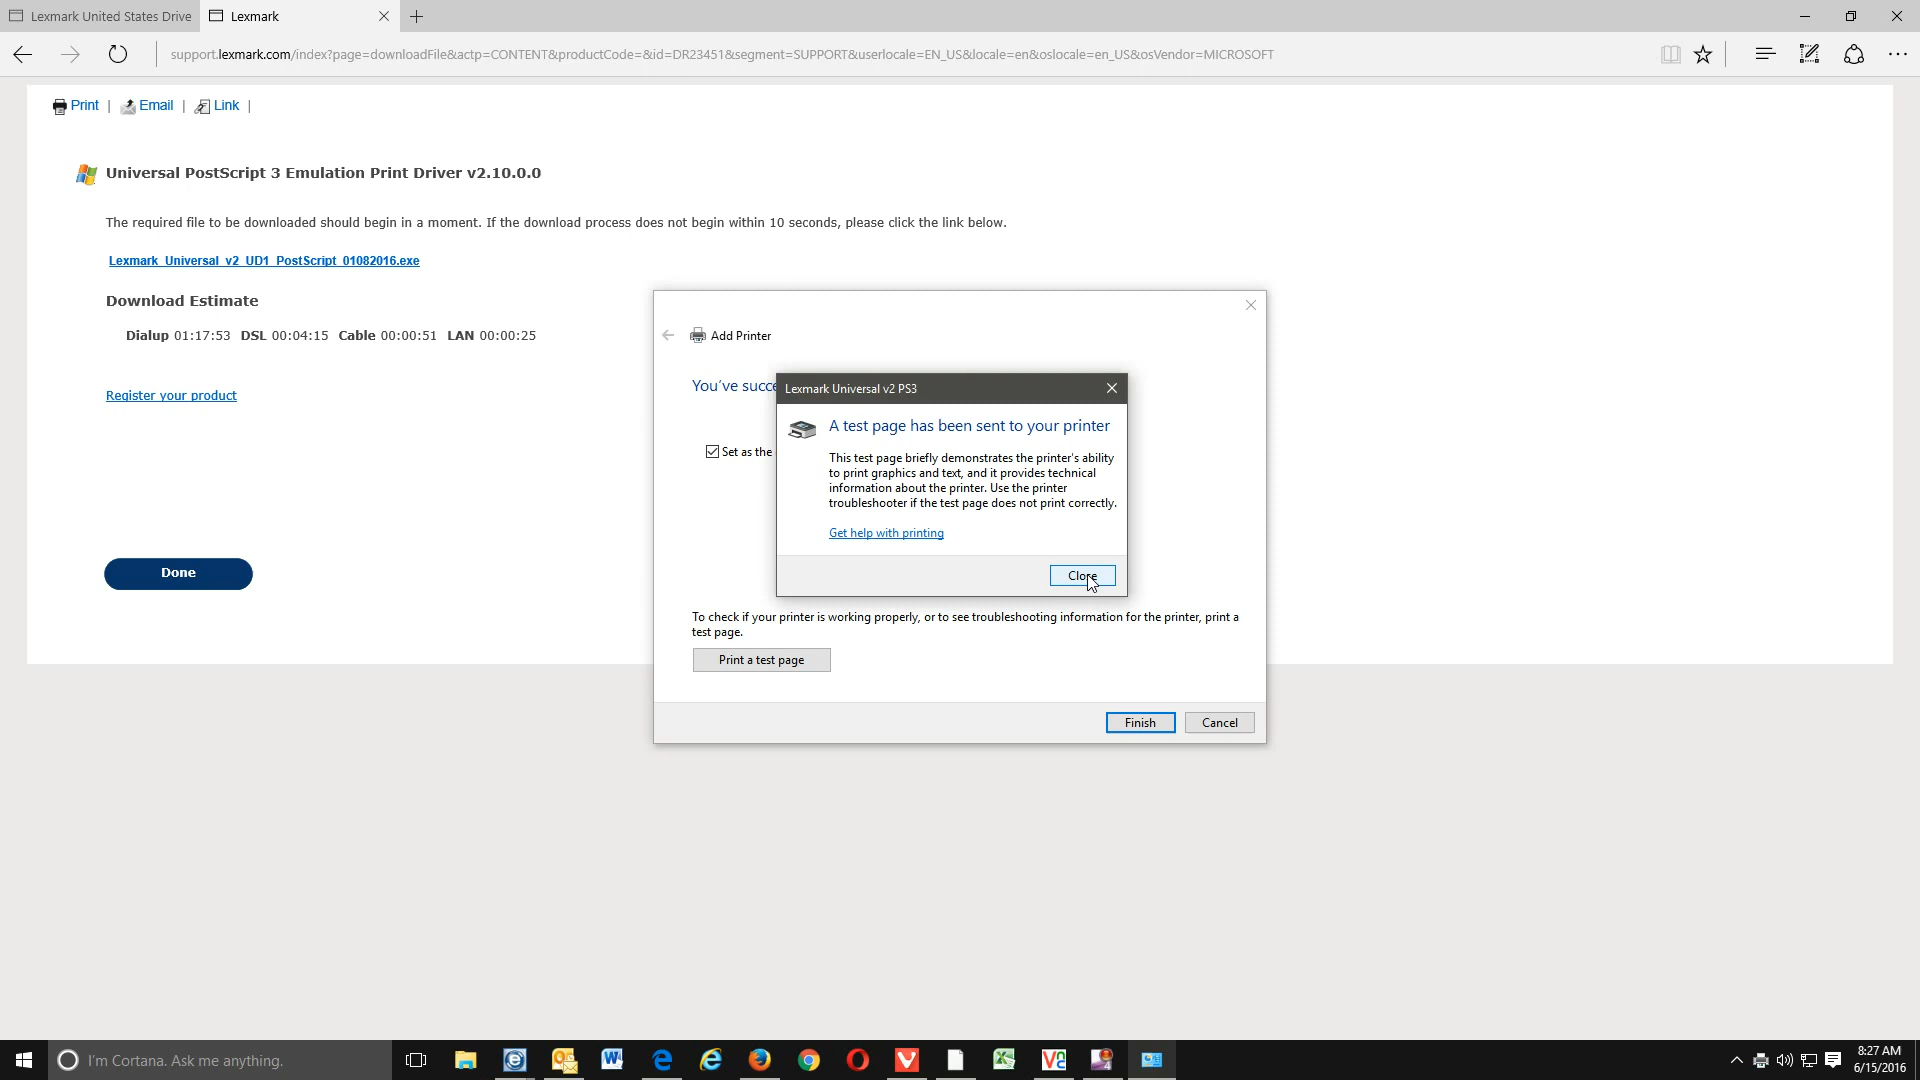 Lexmark United States Drive
Lexmark
support.lexmark.com/index?page=downloadFile&actp=CONTENT&productCode=&id=DR23451&segment=SUPPORT&userlocale=EN_US&locale=en&oslocale=en_US&osVendor=MICROSOFT
Print | Email | Link |
Universal PostScript 3 Emulation Print Driver v2.10.0.0
The required file to be downloaded should begin in a moment. If the download process does not begin within 10 seconds, please click the link below.
Lexmark_Universal_v2_UD1_PostScript_01082016.exe
Download Estimate
Dialup 01:17:53 DSL 00:04:15 Cable 00:00:51 LAN 00:00:25
Register your product
Done
Add Printer
You've succe
Set as the
Lexmark Universal v2 PS3
A test page has been sent to your printer
This test page briefly demonstrates the printer's ability
to print graphics and text, and it provides technical
information about the printer. Use the printer
troubleshooter if the test page does not print correctly.
Get help with printing
Close
To check if your printer is working properly, or to see troubleshooting information for the printer, print a
test page.
Print a test page
Finish
Cancel
I'm Cortana. Ask me anything.
8:27 AM
6/15/2016